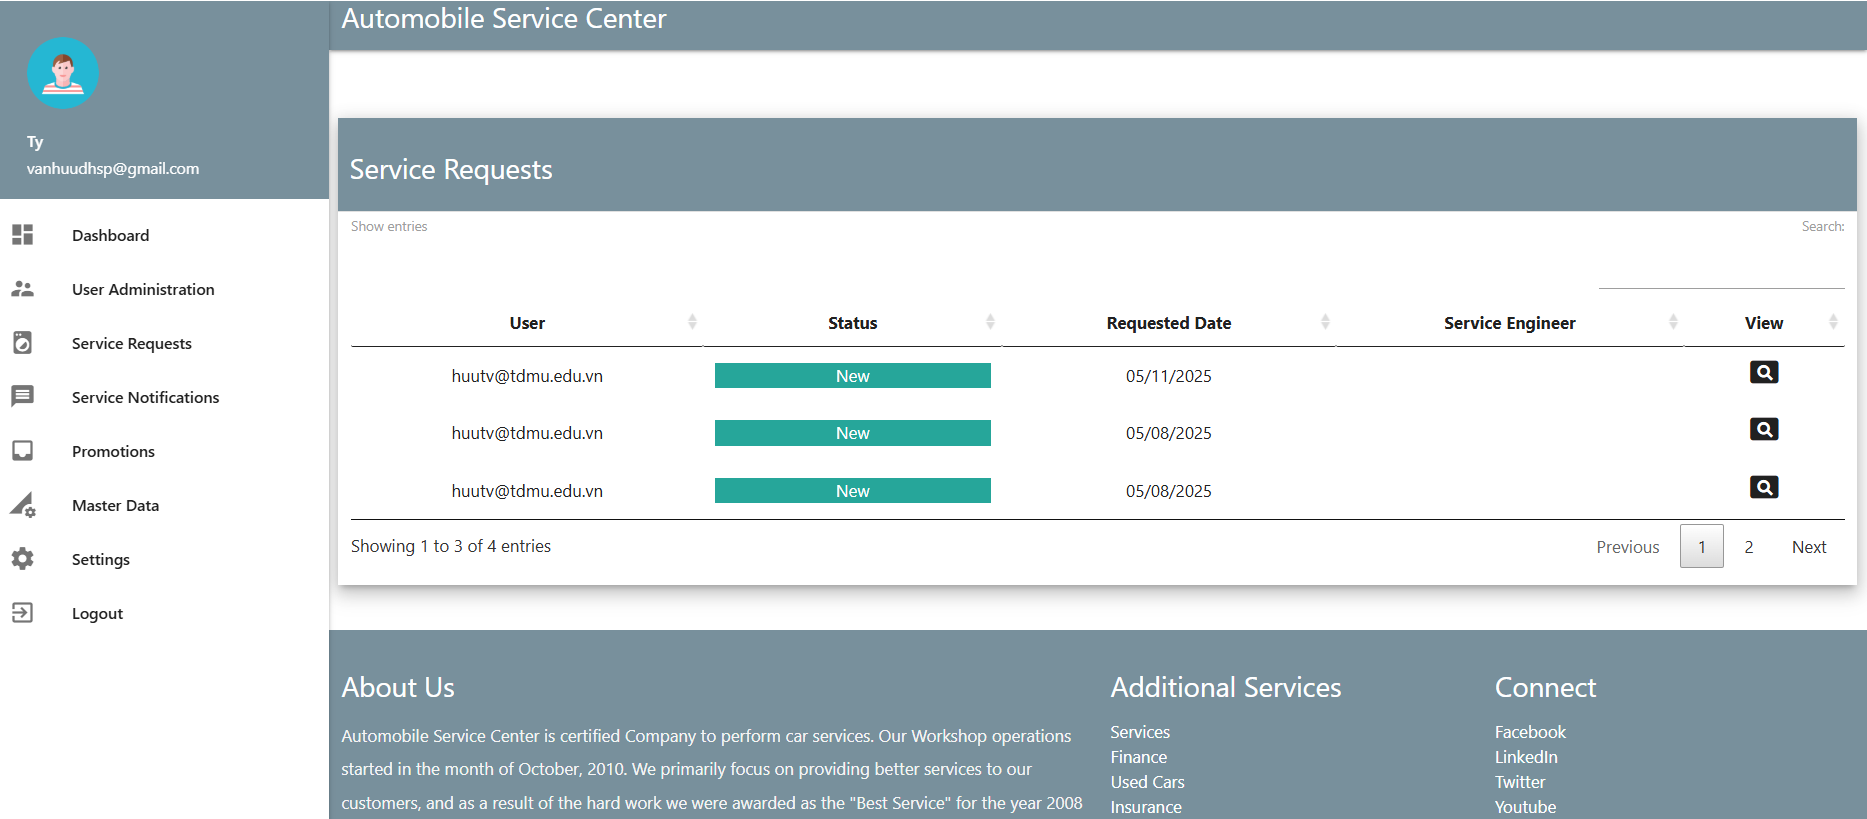 Automobile Service Center
Ty
vanhuudhsp@gmail.com
Dashboard
User Administration
Service Requests
Service Notifications
Promotions
Master Data
Settings
Logout
Service Requests
Show entries
Search:
User Status Requested Date Service Engineer View
huutv@tdmu.edu.vn New 05/11/2025
huutv@tdmu.edu.vn New 05/08/2025
huutv@tdmu.edu.vn New 05/08/2025
Showing 1 to 3 of 4 entries
Previous 1 2 Next
About Us
Automobile Service Center is certified Company to perform car services. Our Workshop operations
started in the month of October, 2010. We primarily focus on providing better services to our
customers, and as a result of the hard work we were awarded as the "Best Service" for the year 2008
Additional Services
Services
Finance
Used Cars
Insurance
Connect
Facebook
LinkedIn
Twitter
Youtube